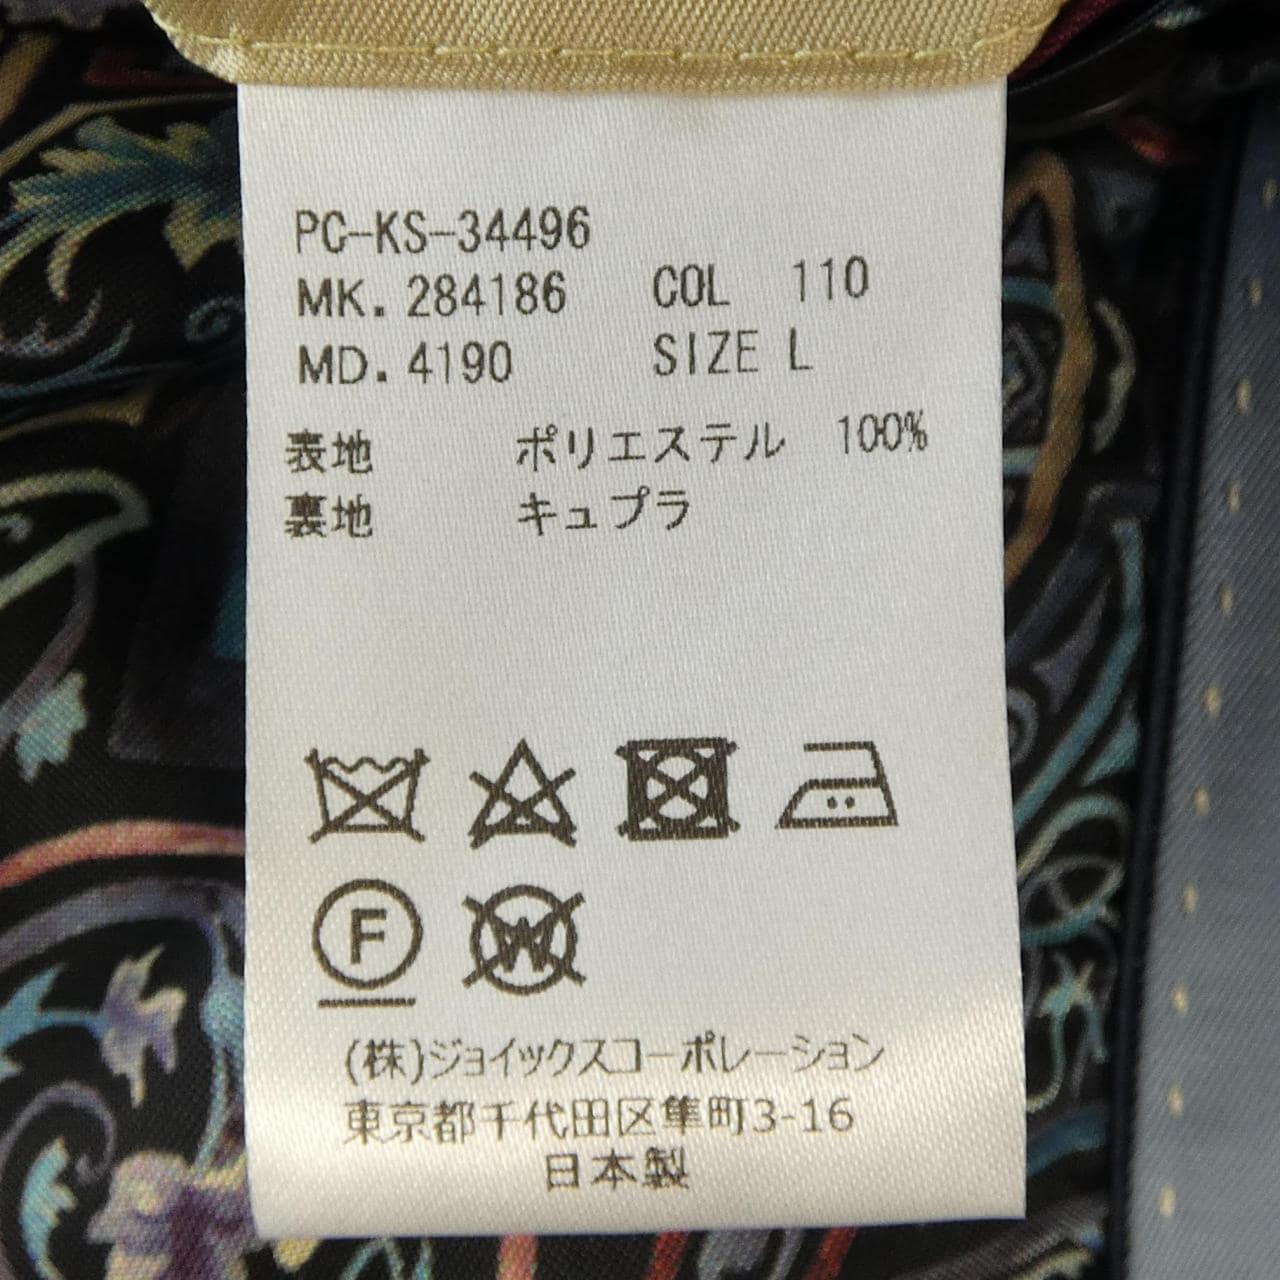 PC-KS-34496
MK. 284186 COL 110
MD. 4190 SIZE L
表地 ポリエステル 100%
裏地 キュプラ
F
W
(株)ジョイックスコーポレーション
東京都千代田区隼町3-16
日本製